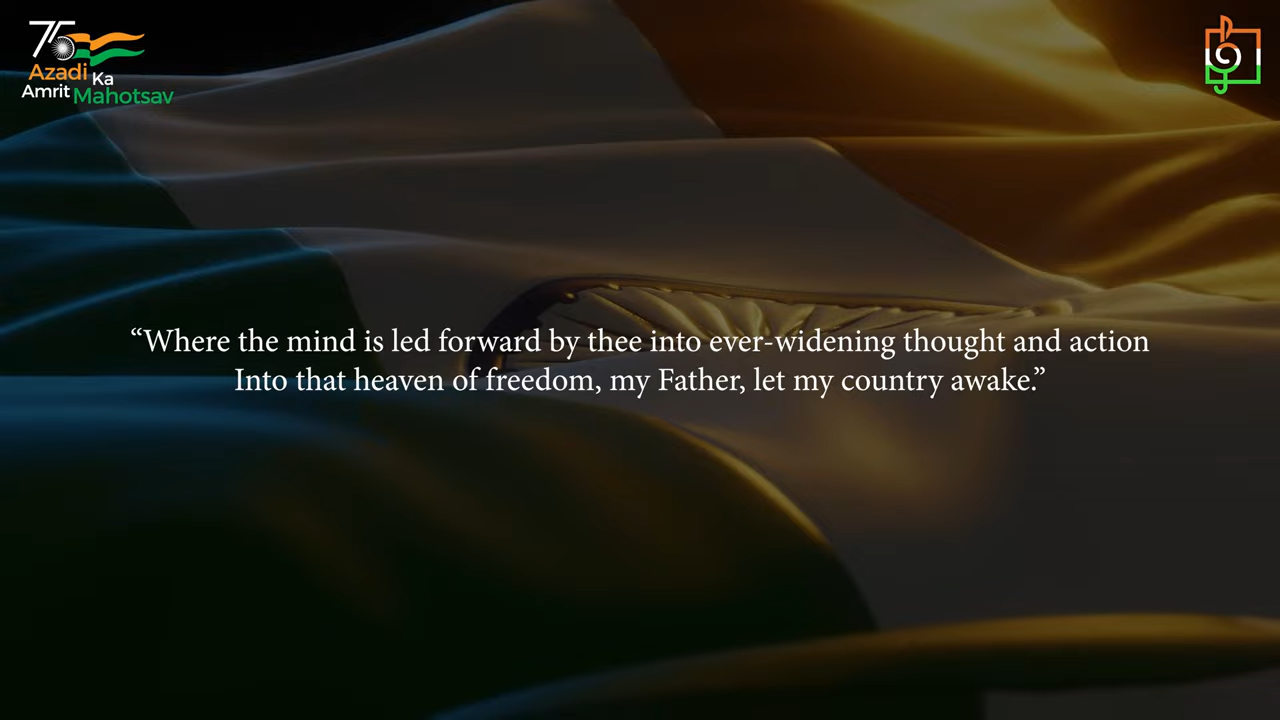 75
Azadi Ka
Amrit Mahotsav
“Where the mind is led forward by thee into ever-widening thought and action
Into that heaven of freedom, my Father, let my country awake.”